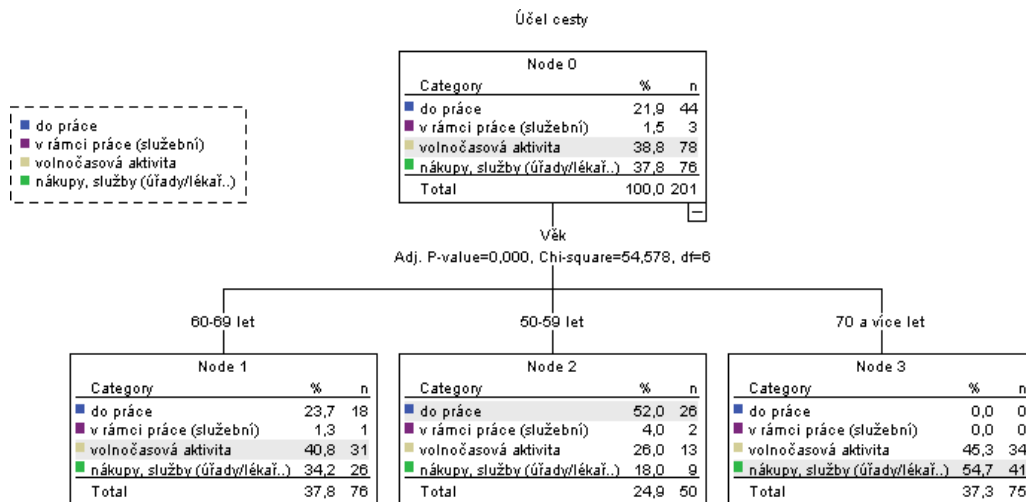 Účel cesty
Node 0
Category % n
do práce 21,9 44
v rámci práce (služební) 1,5 3
volnočasová aktivita 38,8 78
nákupy, služby (úřady/lékař..) 37,8 76
Total 100,0 201
do práce
v rámci práce (služební)
volnočasová aktivita
nákupy, služby (úřady/lékař..)
Věk
Adj. P-value=0,000, Chi-square=54,578, df=6
60-69 let
50-59 let
70 a více let
Node 1
Category % n
do práce 23,7 18
v rámci práce (služební) 1,3 1
volnočasová aktivita 40,8 31
nákupy, služby (úřady/lékař..) 34,2 26
Total 37,8 76
Node 2
Category % n
do práce 52,0 26
v rámci práce (služební) 4,0 2
volnočasová aktivita 26,0 13
nákupy, služby (úřady/lékař..) 18,0 9
Total 24,9 50
Node 3
Category % n
do práce 0,0 0
v rámci práce (služební) 0,0 0
volnočasová aktivita 45,3 34
nákupy, služby (úřady/lékař..) 54,7 41
Total 37,3 75